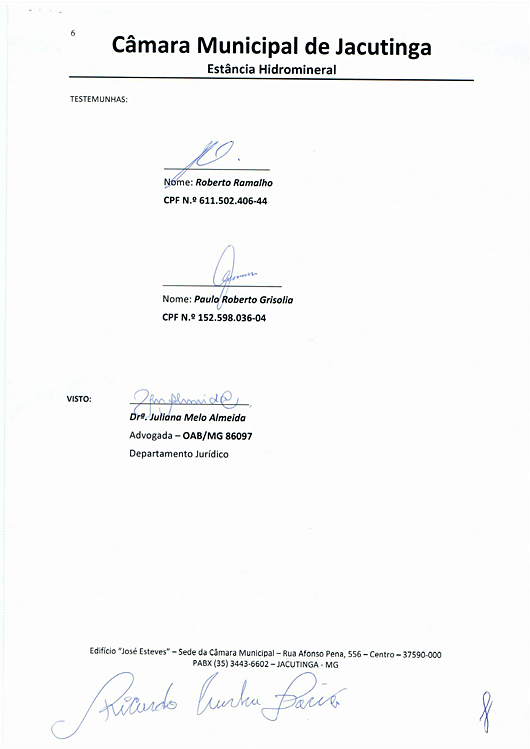 6
Câmara Municipal de Jacutinga
Estância Hidromineral
TESTEMUNHAS:
Nome: Roberto Ramalho
CPF N.º 611.502.406-44
Nome: Paulo Roberto Grisolia
CPF N.º 152.598.036-04
VISTO:
Drª. Juliana Melo Almeida
Advogada – OAB/MG 86097
Departamento Jurídico
Edifício "José Esteves" – Sede da Câmara Municipal – Rua Afonso Pena, 556 – Centro – 37590-000
PABX (35) 3443-6602 – JACUTINGA - MG
Ricardo Cunha